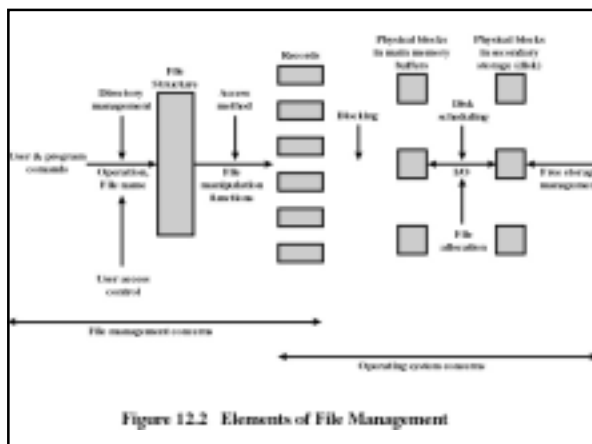 File
Structure
Records
Physical blocks
in main memory
buffers
Physical blocks
in secondary
storage (disk)
Directory
management
Access
method
Blocking
Disk
scheduling
User & program
comands
Operation,
File name
File
manipulation
functions
I/O
Free storage
management
File
allocation
User access
control
File management concerns
Operating system concerns
Figure 12.2 Elements of File Management